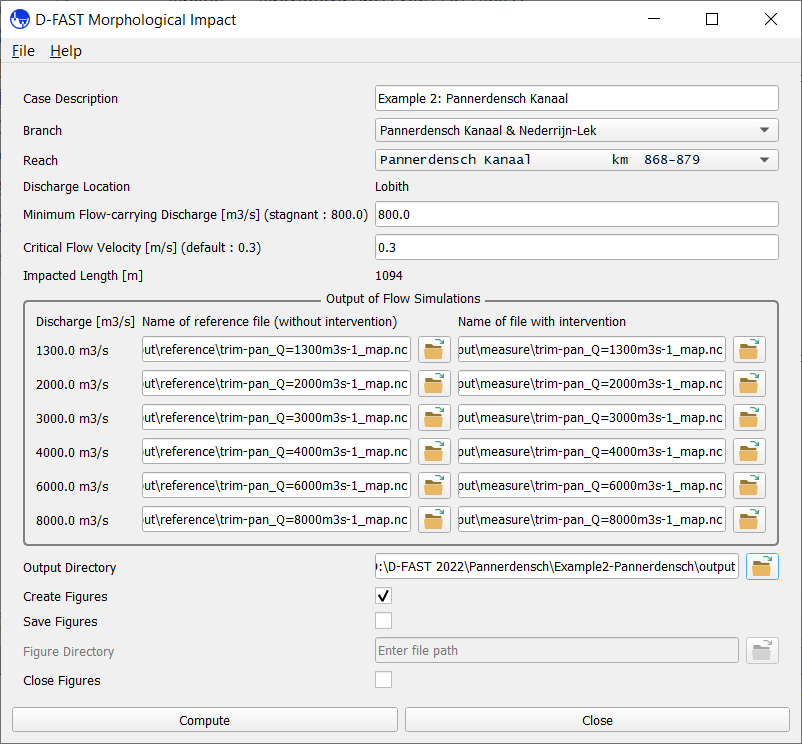 D-FAST Morphological Impact
File Help
Case Description Example 2: Pannerdensch Kanaal
Branch Pannerdensch Kanaal & Nederrijn-Lek
Reach Pannerdensch Kanaal km 868-879
Discharge Location Lobith
Minimum Flow-carrying Discharge [m3/s] (stagnant : 800.0) 800.0
Critical Flow Velocity [m/s] (default : 0.3) 0.3
Impacted Length [m] 1094
Output of Flow Simulations
Discharge [m3/s] Name of reference file (without intervention) Name of file with intervention
1300.0 m3/s put\reference\trim-pan_Q=1300m3s-1_map.nc put\measure\trim-pan_Q=1300m3s-1_map.nc
2000.0 m3/s put\reference\trim-pan_Q=2000m3s-1_map.nc put\measure\trim-pan_Q=2000m3s-1_map.nc
3000.0 m3/s put\reference\trim-pan_Q=3000m3s-1_map.nc put\measure\trim-pan_Q=3000m3s-1_map.nc
4000.0 m3/s put\reference\trim-pan_Q=4000m3s-1_map.nc put\measure\trim-pan_Q=4000m3s-1_map.nc
6000.0 m3/s put\reference\trim-pan_Q=6000m3s-1_map.nc put\measure\trim-pan_Q=6000m3s-1_map.nc
8000.0 m3/s put\reference\trim-pan_Q=8000m3s-1_map.nc put\measure\trim-pan_Q=8000m3s-1_map.nc
Output Directory :\D-FAST 2022\Pannerdensch\Example2-Pannerdensch\output
Create Figures
Save Figures
Figure Directory Enter file path
Close Figures
Compute Close